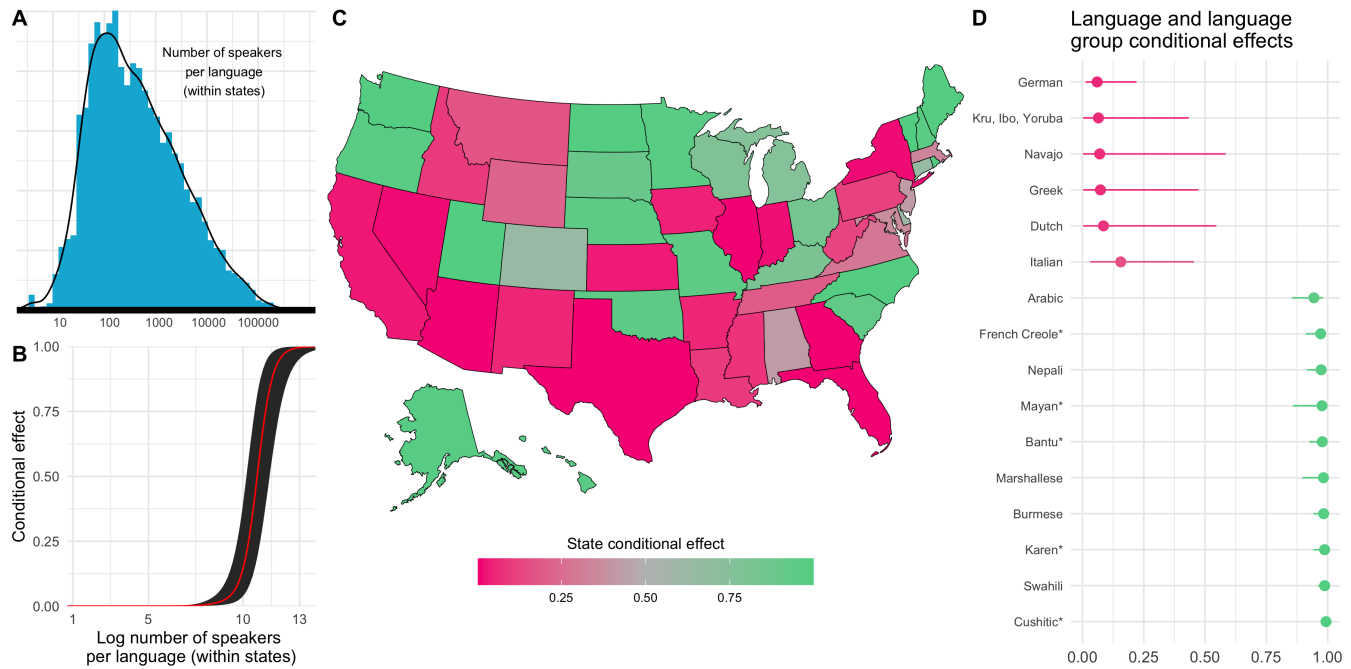 A
Number of speakers
per language
(within states)
10
100
1000
10000
100000
B
1.00
0.75
0.50
0.25
0.00
Conditional effect
1
5
10
13
Log number of speakers
per language (within states)
C
State conditional effect
0.25
0.50
0.75
D
Language and language
group conditional effects
German
Kru, Ibo, Yoruba
Navajo
Greek
Dutch
Italian
Arabic
French Creole*
Nepali
Mayan*
Bantu*
Marshallese
Burmese
Karen*
Swahili
Cushitic*
0.00
0.25
0.50
0.75
1.00